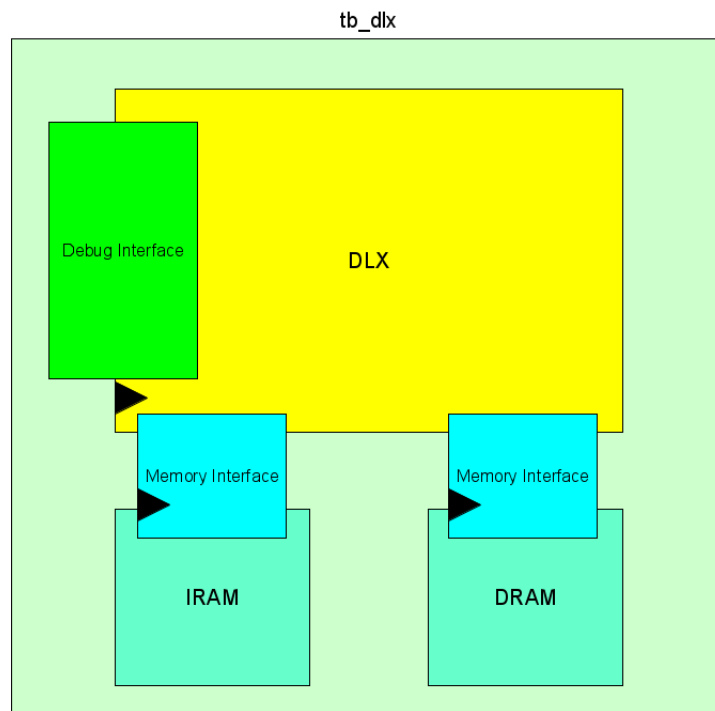 tb_dlx
Debug Interface
DLX
Memory Interface
Memory Interface
IRAM
DRAM